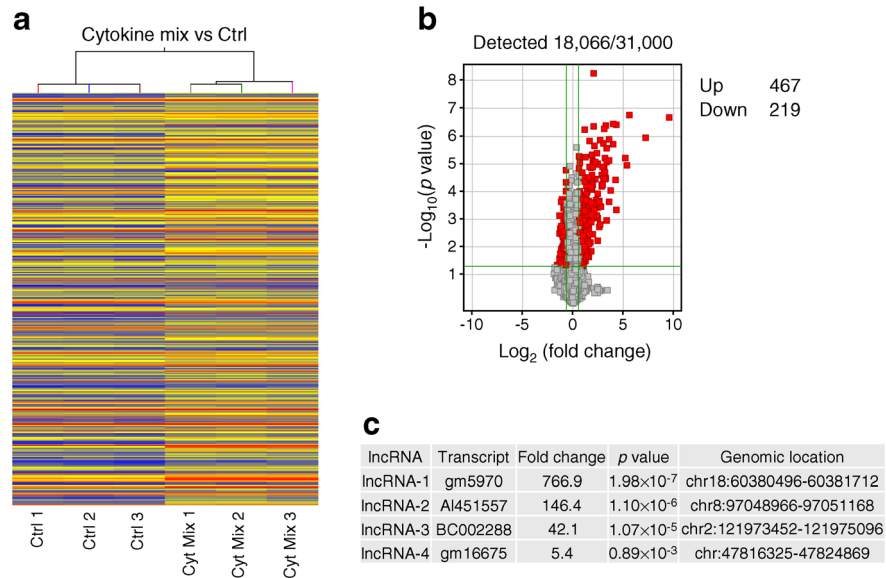 a
Cytokine mix vs Ctrl
Ctrl 1
Ctrl 2
Ctrl 3
Cyt Mix 1
Cyt Mix 2
Cyt Mix 3
b
Detected 18,066/31,000
Up 467
Down 219
-Log10(p value)
8
7
6
5
4
3
2
1
-10 -5 0 5 10
Log2 (fold change)
c
lncRNA Transcript Fold change p value Genomic location
lncRNA-1 gm5970 766.9 1.98×10-7 chr18:60380496-60381712
lncRNA-2 AI451557 146.4 1.10×10-6 chr8:97048966-97051168
lncRNA-3 BC002288 42.1 1.07×10-5 chr2:121973452-121975096
lncRNA-4 gm16675 5.4 0.89×10-3 chr:47816325-47824869